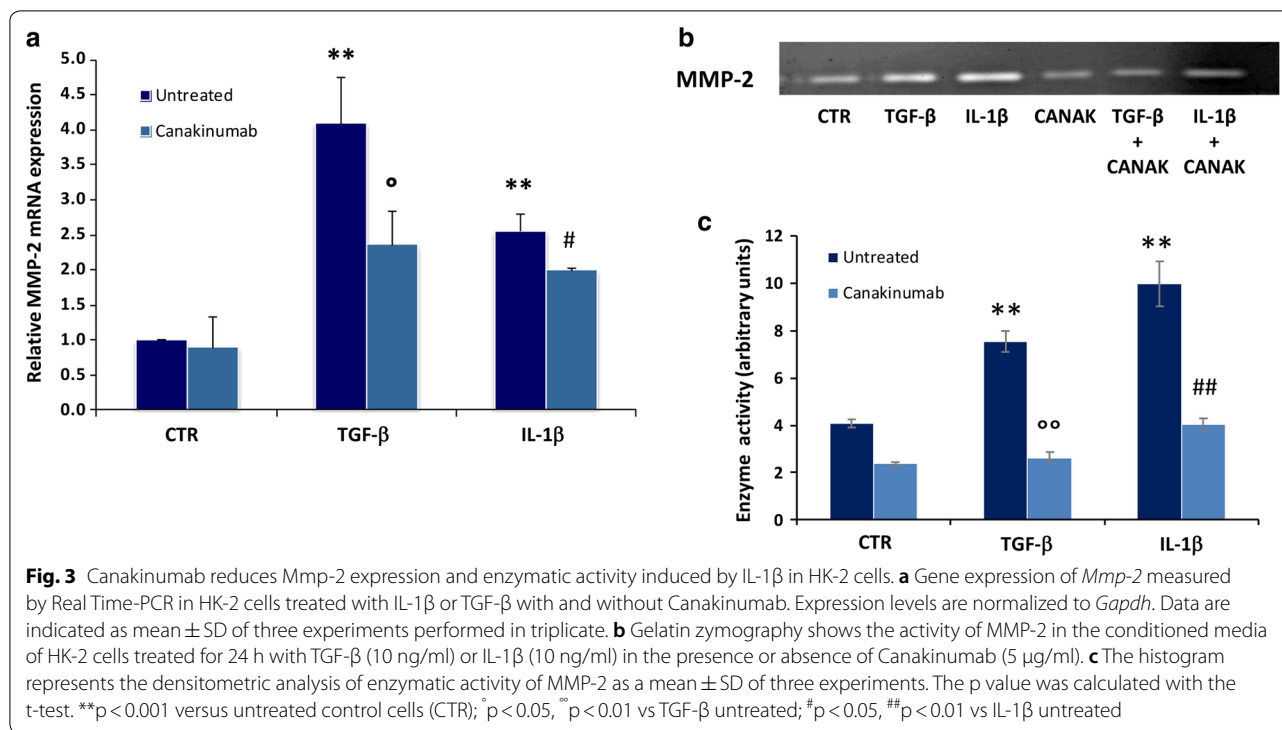 a
5.0
4.5
4.0
3.5
3.0
2.5
2.0
1.5
1.0
0.5
0.0
Relative MMP-2 mRNA expression
Untreated
Canakinumab
**
°
**
#
CTR TGF-β IL-1β
b
MMP-2
CTR TGF-β IL-1β CANAK TGF-β + CANAK IL-1β + CANAK
c
12
10
8
6
4
2
0
Enzyme activity (arbitrary units)
Untreated
Canakinumab
**
°°
**
##
CTR TGF-β IL-1β
Fig. 3 Canakinumab reduces Mmp-2 expression and enzymatic activity induced by IL-1β in HK-2 cells. a Gene expression of Mmp-2 measured
by Real Time-PCR in HK-2 cells treated with IL-1β or TGF-β with and without Canakinumab. Expression levels are normalized to Gapdh. Data are
indicated as mean ± SD of three experiments performed in triplicate. b Gelatin zymography shows the activity of MMP-2 in the conditioned media
of HK-2 cells treated for 24 h with TGF-β (10 ng/ml) or IL-1β (10 ng/ml) in the presence or absence of Canakinumab (5 μg/ml). c The histogram
represents the densitometric analysis of enzymatic activity of MMP-2 as a mean ± SD of three experiments. The p value was calculated with the
t-test. **p < 0.001 versus untreated control cells (CTR); °p < 0.05, °°p < 0.01 vs TGF-β untreated; #p < 0.05, ##p < 0.01 vs IL-1β untreated